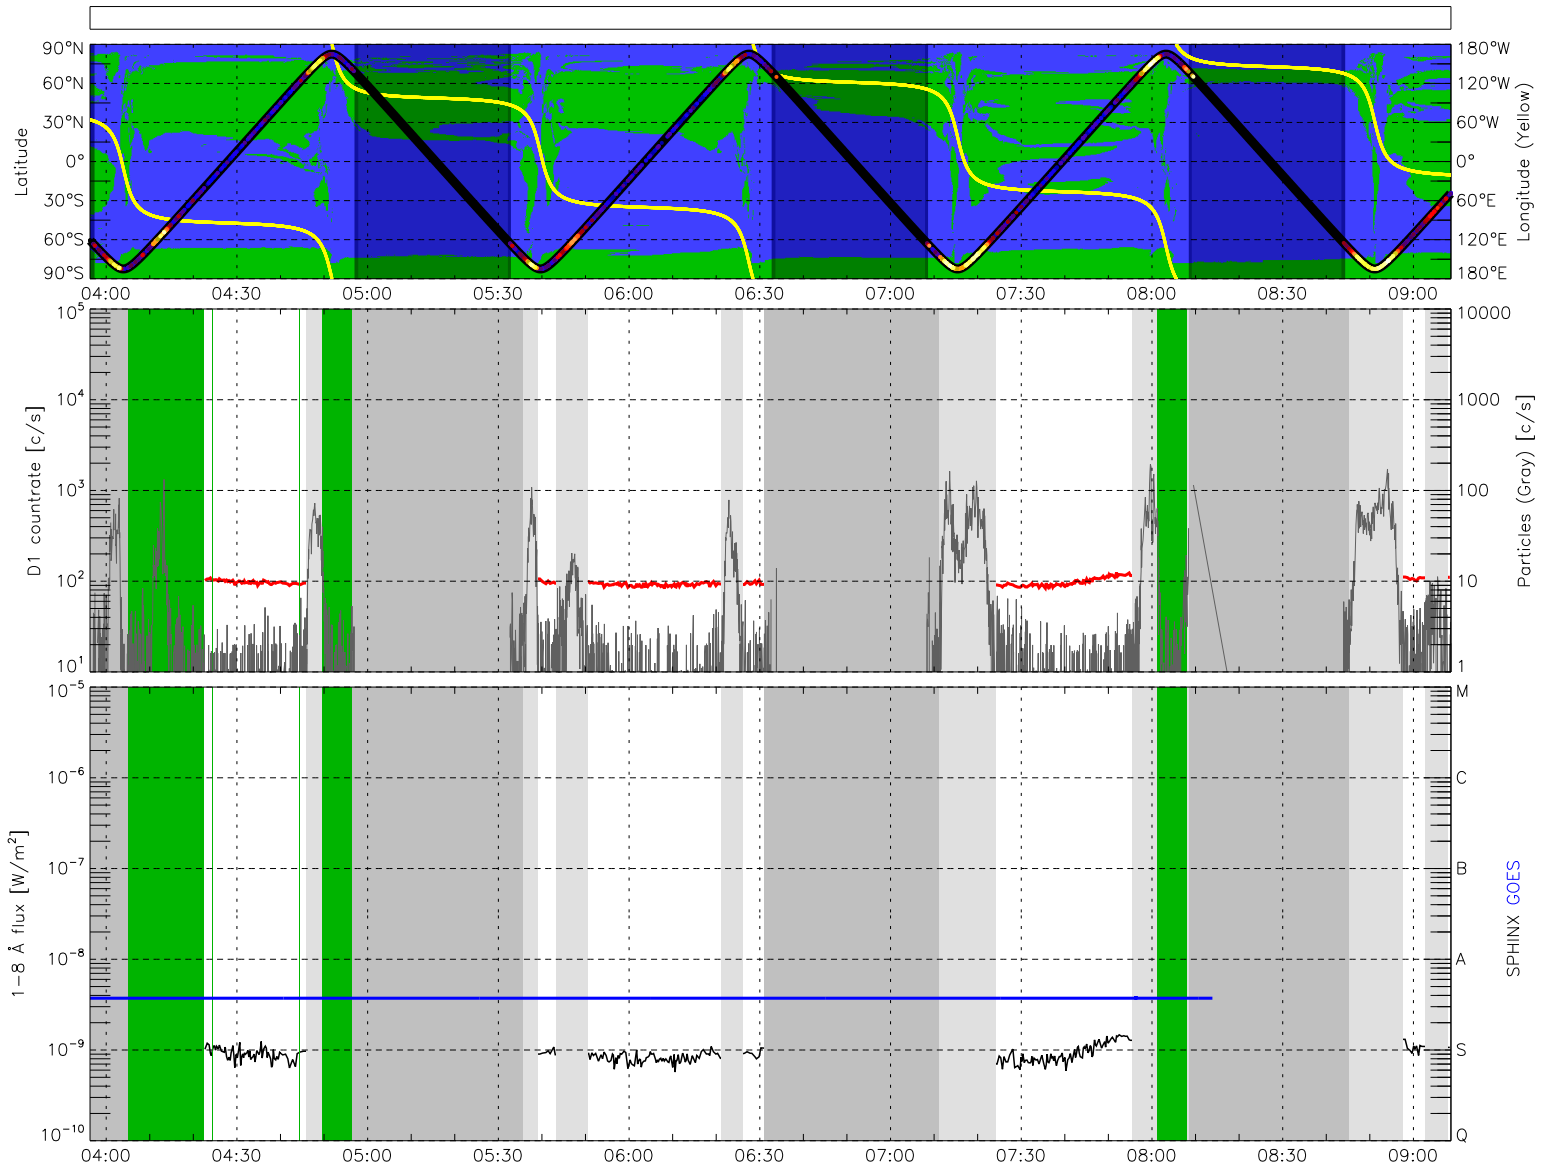 90°N 180°W
60°N 120°W
30°N 60°W
0° 0°
30°S 60°E
60°S 120°E
90°S 180°E
Latitude
Longitude (Yellow)
04:00 04:30 05:00 05:30 06:00 06:30 07:00 07:30 08:00 08:30 09:00
10^5 10000
10^4 1000
10^3 100
10^2 10
10^1 1
D1 countrate [c/s]
Particles (Gray) [c/s]
10^-5 M
10^-6 C
10^-7 B
10^-8 A
10^-9 S
10^-10 Q
1-8 Å flux [W/m^2]
SPHINX GOES
04:00 04:30 05:00 05:30 06:00 06:30 07:00 07:30 08:00 08:30 09:00